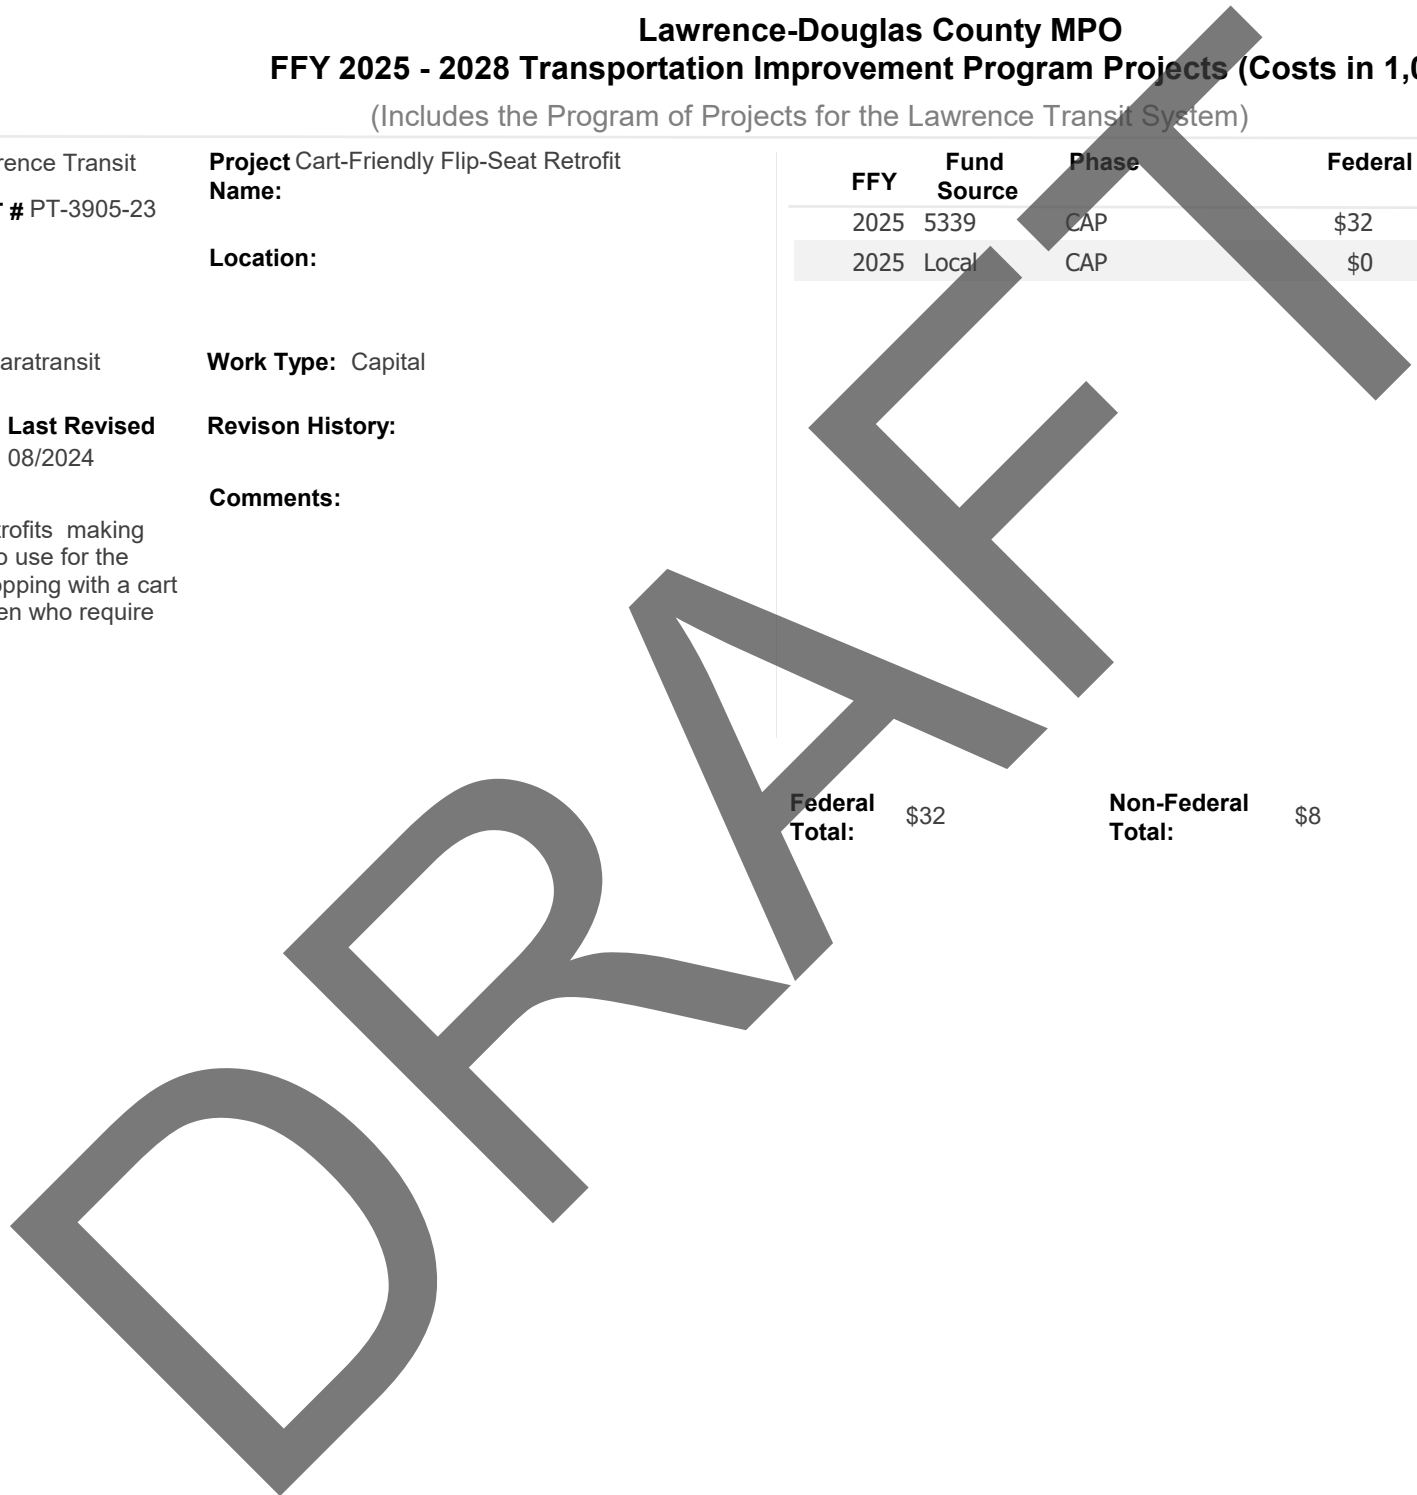 Lawrence-Douglas County MPO
FFY 2025 - 2028 Transportation Improvement Program Projects (Costs in 1,0
(Includes the Program of Projects for the Lawrence Transit System)
rence Transit
# PT-3905-23
Project Name: Cart-Friendly Flip-Seat Retrofit
Location:
aratransit
Work Type: Capital
Last Revised
08/2024
Revison History:
Comments:
trofits making
o use for the
opping with a cart
en who require
FFY Fund Source Phase Federal
2025 5339 CAP $32
2025 Local CAP $0
Federal Total: $32 Non-Federal Total: $8
DRAFT